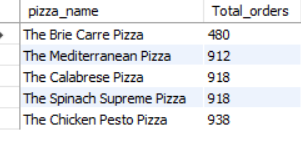 pizza_name Total_orders
The Brie Carre Pizza 480
The Mediterranean Pizza 912
The Calabrese Pizza 918
The Spinach Supreme Pizza 918
The Chicken Pesto Pizza 938